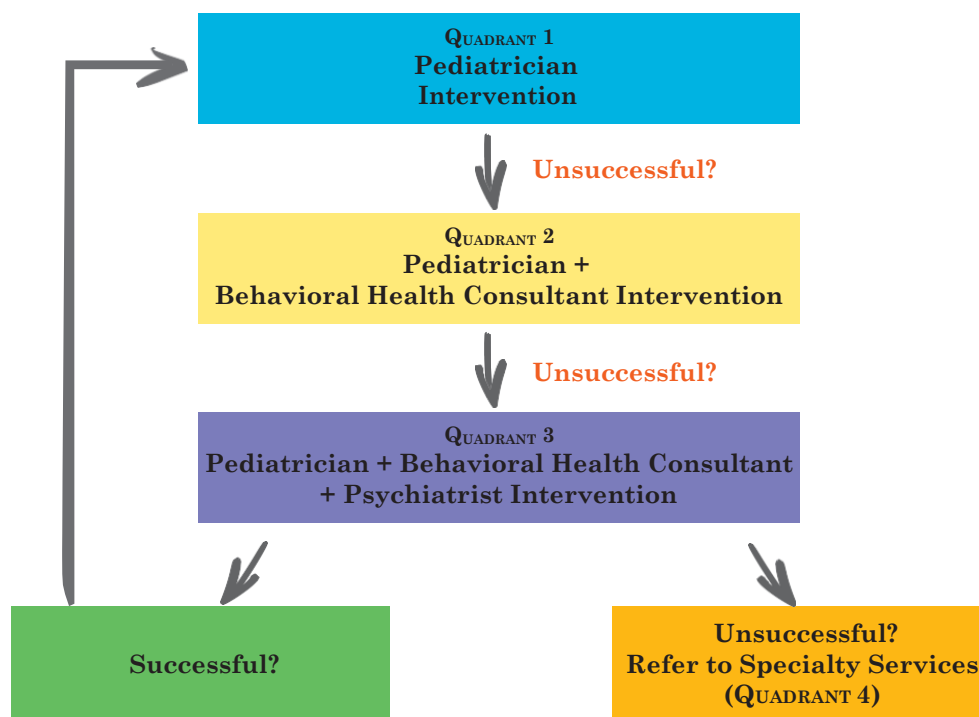 QUADRANT 1
Pediatrician
Intervention
Unsuccessful?
QUADRANT 2
Pediatrician +
Behavioral Health Consultant Intervention
Unsuccessful?
QUADRANT 3
Pediatrician + Behavioral Health Consultant
+ Psychiatrist Intervention
Successful?
Unsuccessful?
Refer to Specialty Services
(QUADRANT 4)